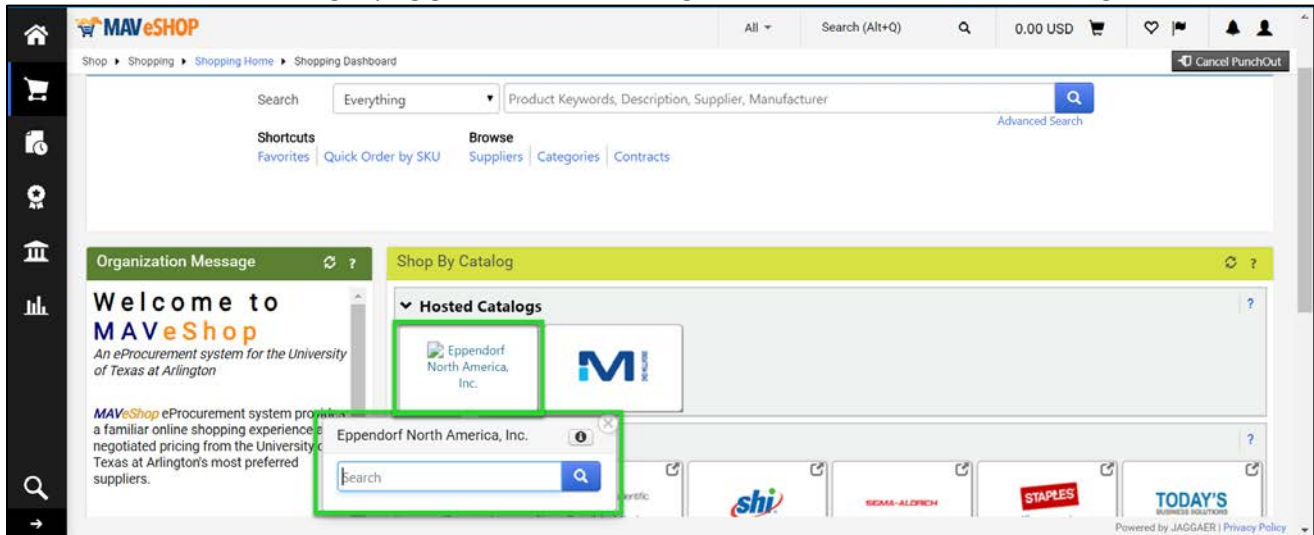 MAVeSHOP
All
Search (Alt+Q)
0.00 USD
Shop Shopping Shopping Home Shopping Dashboard
Cancel PunchOut
Search
Everything
Product Keywords, Description, Supplier, Manufacturer
Advanced Search
Shortcuts
Browse
Favorites Quick Order by SKU
Suppliers Categories Contracts
Organization Message
?
Shop By Catalog
?
Welcome to
MAVeShop
An eProcurement system for the University
of Texas at Arlington
MAVeShop eProcurement system provides
a familiar online shopping experience
negotiated pricing from the University
Texas at Arlington's most preferred
suppliers.
Hosted Catalogs
?
Eppendorf
North America,
Inc.
M
Eppendorf North America, Inc.
Search
?
shi
SIGMA-ALDRICH
STAPLES
TODAY'S
BUSINESS SOLUTIONS
Powered by JAGGAER | Privacy Policy